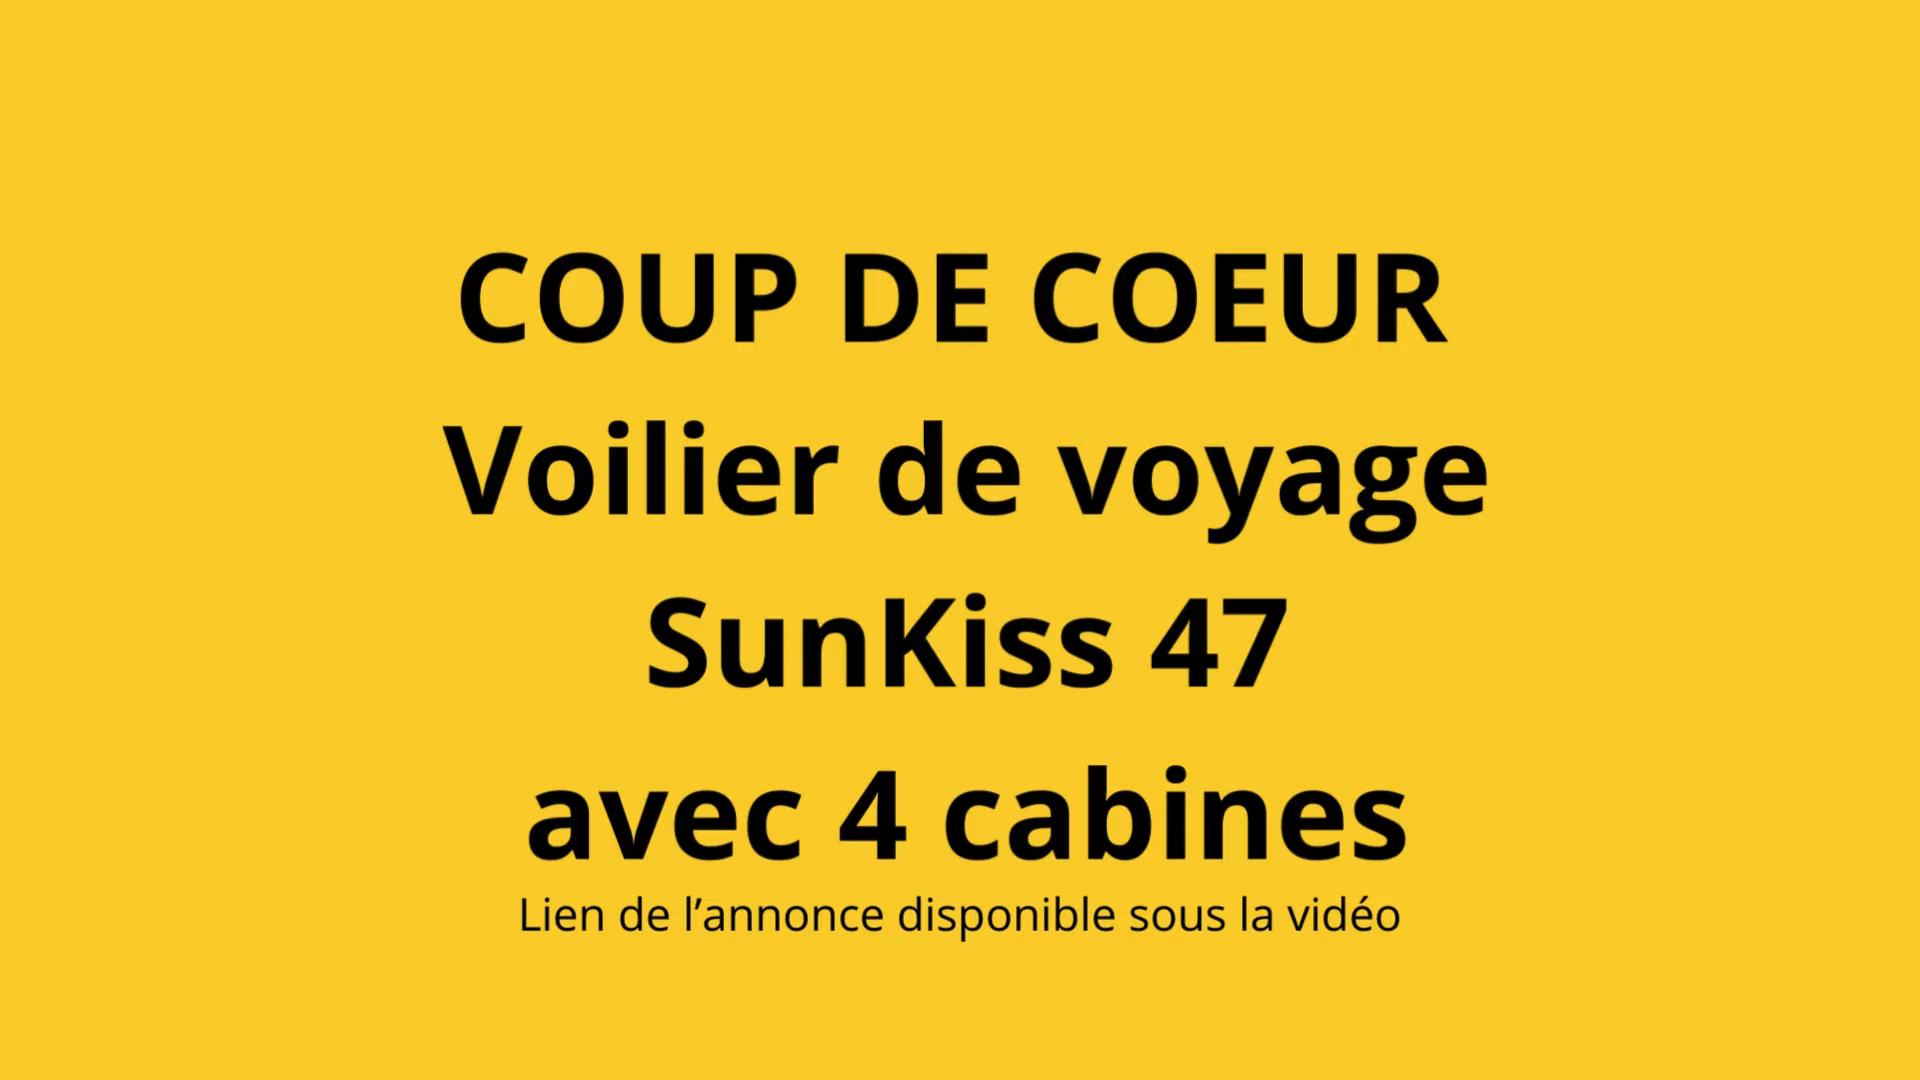 COUP DE COEUR
Voilier de voyage
SunKiss 47
avec 4 cabines
Lien de l’annonce disponible sous la vidéo